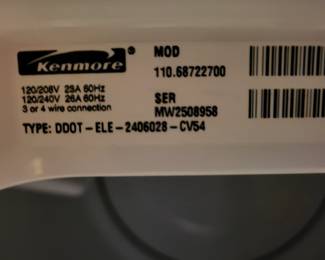 Kenmore
MOD
110.68722700
120/208V 23A 60Hz
120/240V 26A 60Hz
3 or 4 wire connection
SER
MW2508958
TYPE: DDOT-ELE-2406028-CV54